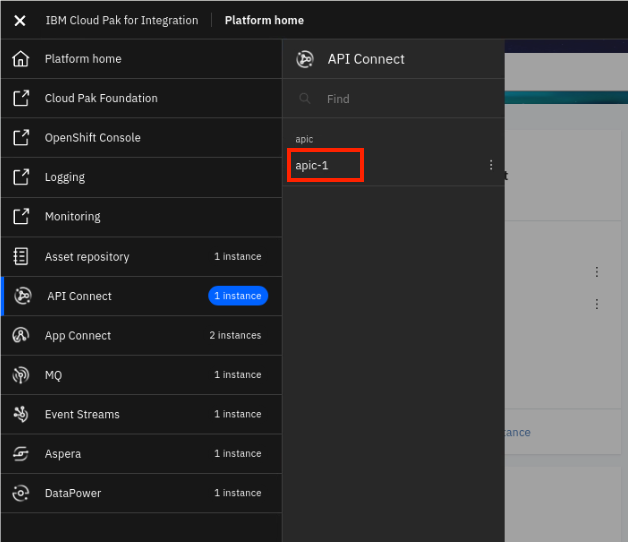 IBM Cloud Pak for Integration
Platform home
Platform home
Cloud Pak Foundation
OpenShift Console
Logging
Monitoring
Asset repository 1 instance
API Connect 1 instance
App Connect 2 instances
MQ 1 instance
Event Streams 1 instance
Aspera 1 instance
DataPower 1 instance
API Connect
Find
apic
apic-1